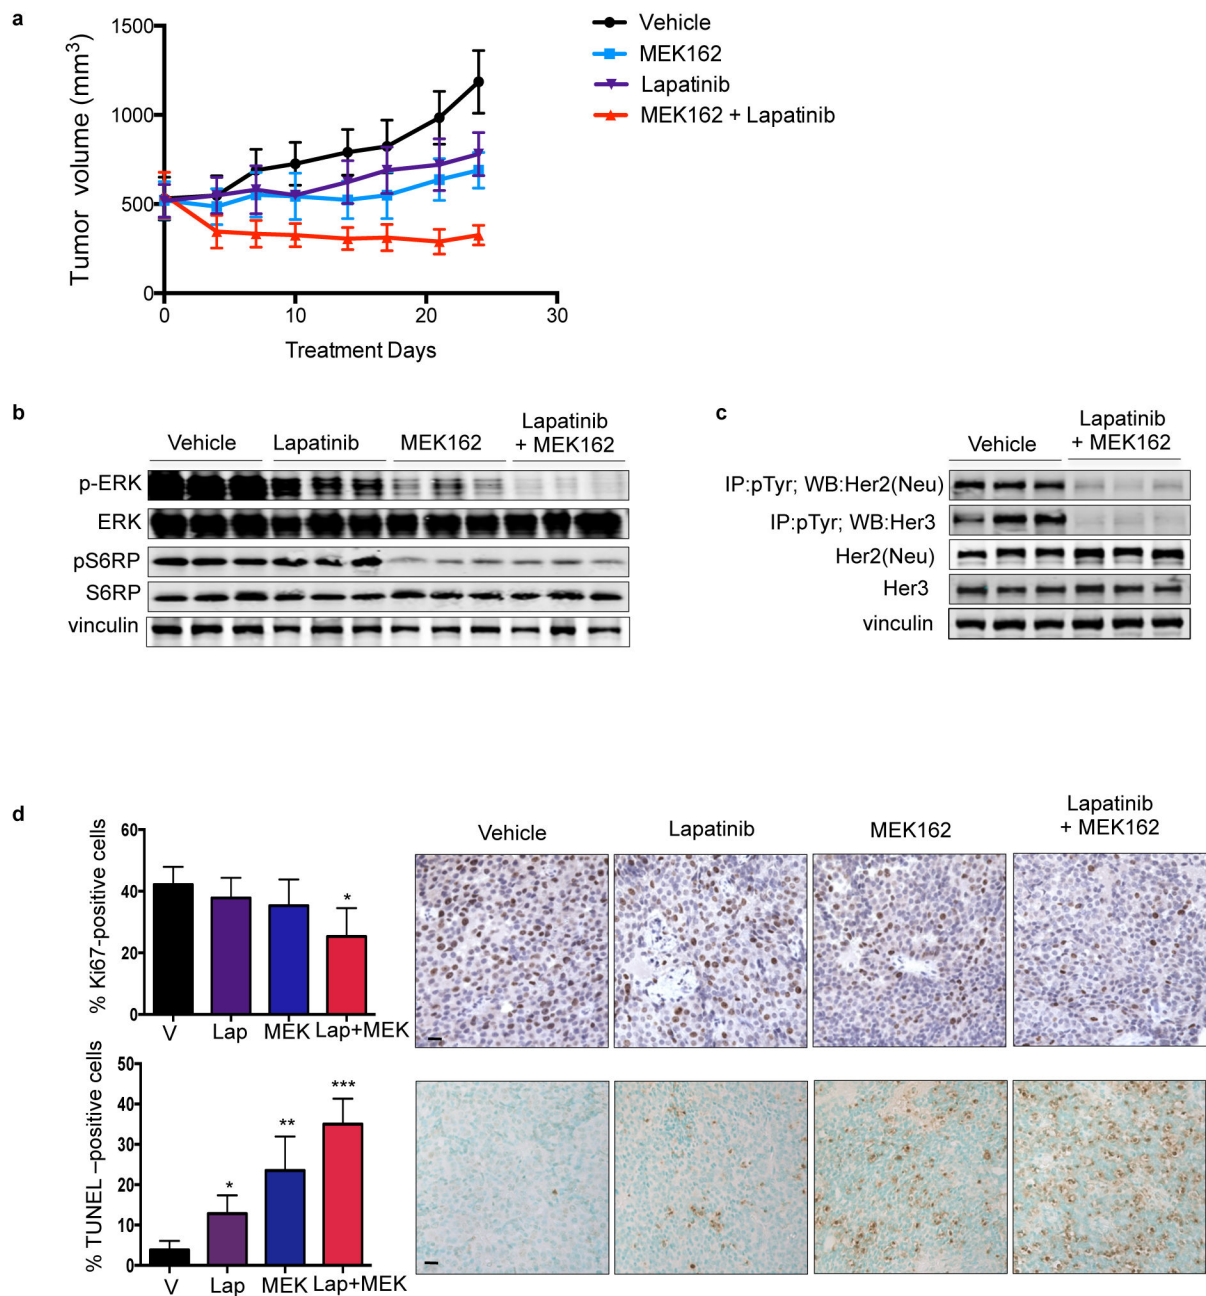 a
1500
1000
500
0
Tumor volume (mm3)
0 10 20 30
Treatment Days
Vehicle
MEK162
Lapatinib
MEK162 + Lapatinib
b
Vehicle Lapatinib MEK162 Lapatinib
+ MEK162
p-ERK
ERK
pS6RP
S6RP
vinculin
c
Vehicle Lapatinib
+ MEK162
IP:pTyr; WB:Her2(Neu)
IP:pTyr; WB:Her3
Her2(Neu)
Her3
vinculin
d
60
40
20
0
% Ki67-positive cells
*
V Lap MEK Lap+MEK
Vehicle Lapatinib MEK162 Lapatinib
+ MEK162
50
40
30
20
10
0
% TUNEL –positive cells
* ** ***
V Lap MEK Lap+MEK